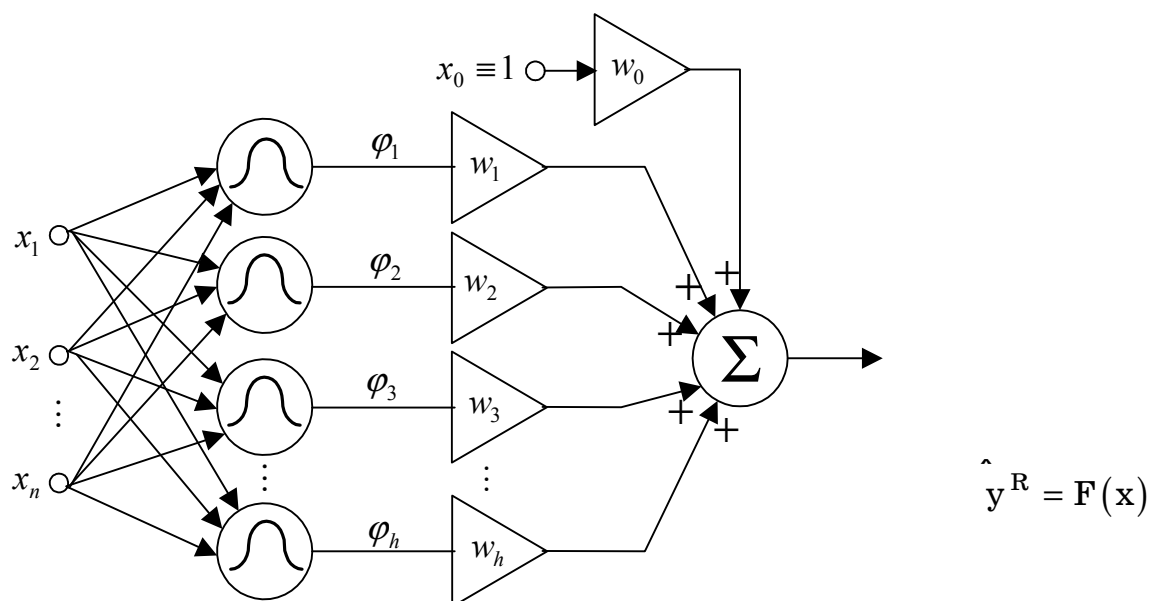 x₀ ≡ 1
w₀
φ₁
w₁
+
+
x₁
φ₂
w₂
+
Σ
x₂
φ₃
w₃
+
+
⋮
xₙ
⋮
⋮
ŷᴿ = F(x)
φₕ
wₕ